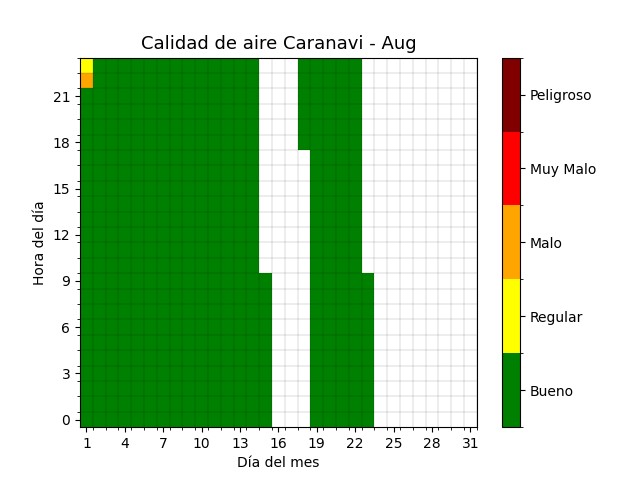 Calidad de aire Caranavi - Aug
Hora del día
21
18
15
12
9
6
3
0
1 4 7 10 13 16 19 22 25 28 31
Día del mes
Peligroso
Muy Malo
Malo
Regular
Bueno